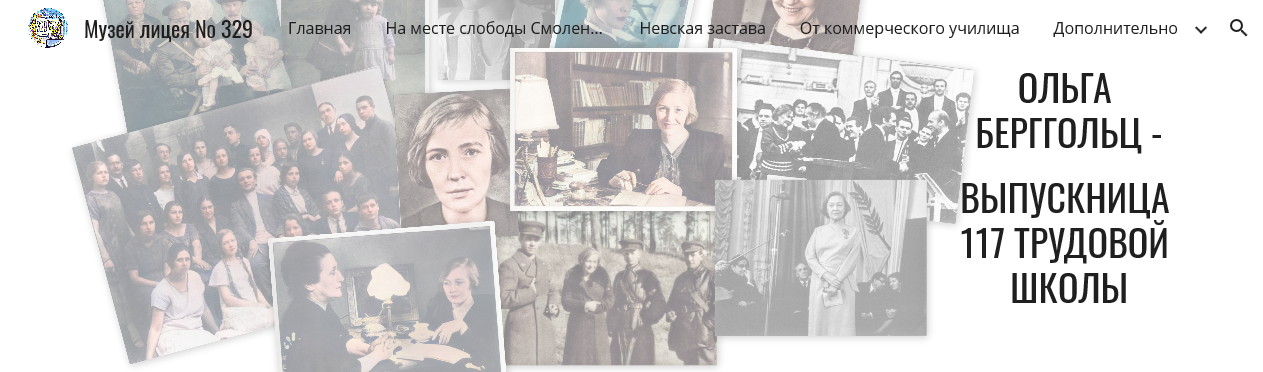 Музей лицея No 329
Главная
На месте слободы Смолен...
Невская застава
От коммерческого училища
Дополнительно
ОЛЬГА
БЕРГГОЛЬЦ -
ВЫПУСКНИЦА
117 ТРУДОВОЙ
ШКОЛЫ